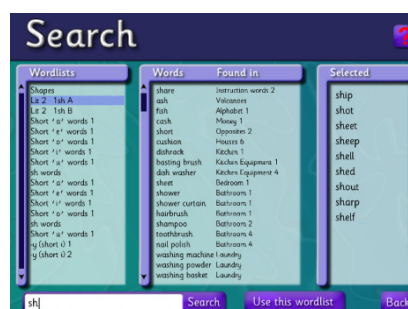 Search
?
Wordlists
Shapes
Lit 2 1sh A
Lit 2 1sh B
Short 'a' words 1
Short 'e' words 1
Short 'o' words 1
Short 'i' words 1
Short 'u' words 1
sh words
Short 'a' words 1
Short 'e' words 1
Short 'i' words 1
Short 'o' words 1
sh words
Short 'u' words 1
-y (short i) 1
-y (short i) 2
Words Found in
share Instruction words 2
ash Volcanoes
fish Alphabet 1
cash Money 1
short Opposites 2
cushion Houses 6
dishrack Kitchen 1
basting brush Kitchen Equipment 1
dish washer Kitchen Equipment 4
sheet Bedroom 1
shower Bathroom 1
shower curtain Bathroom 1
hairbrush Bathroom 1
shampoo Bathroom 2
toothbrush Bathroom 4
nail polish Bathroom 4
washing machine Laundry
washing powder Laundry
washing basket Laundry
Selected
ship
shot
sheet
sheep
shell
shed
shout
sharp
shelf
sh
Search
Use this wordlist
Back